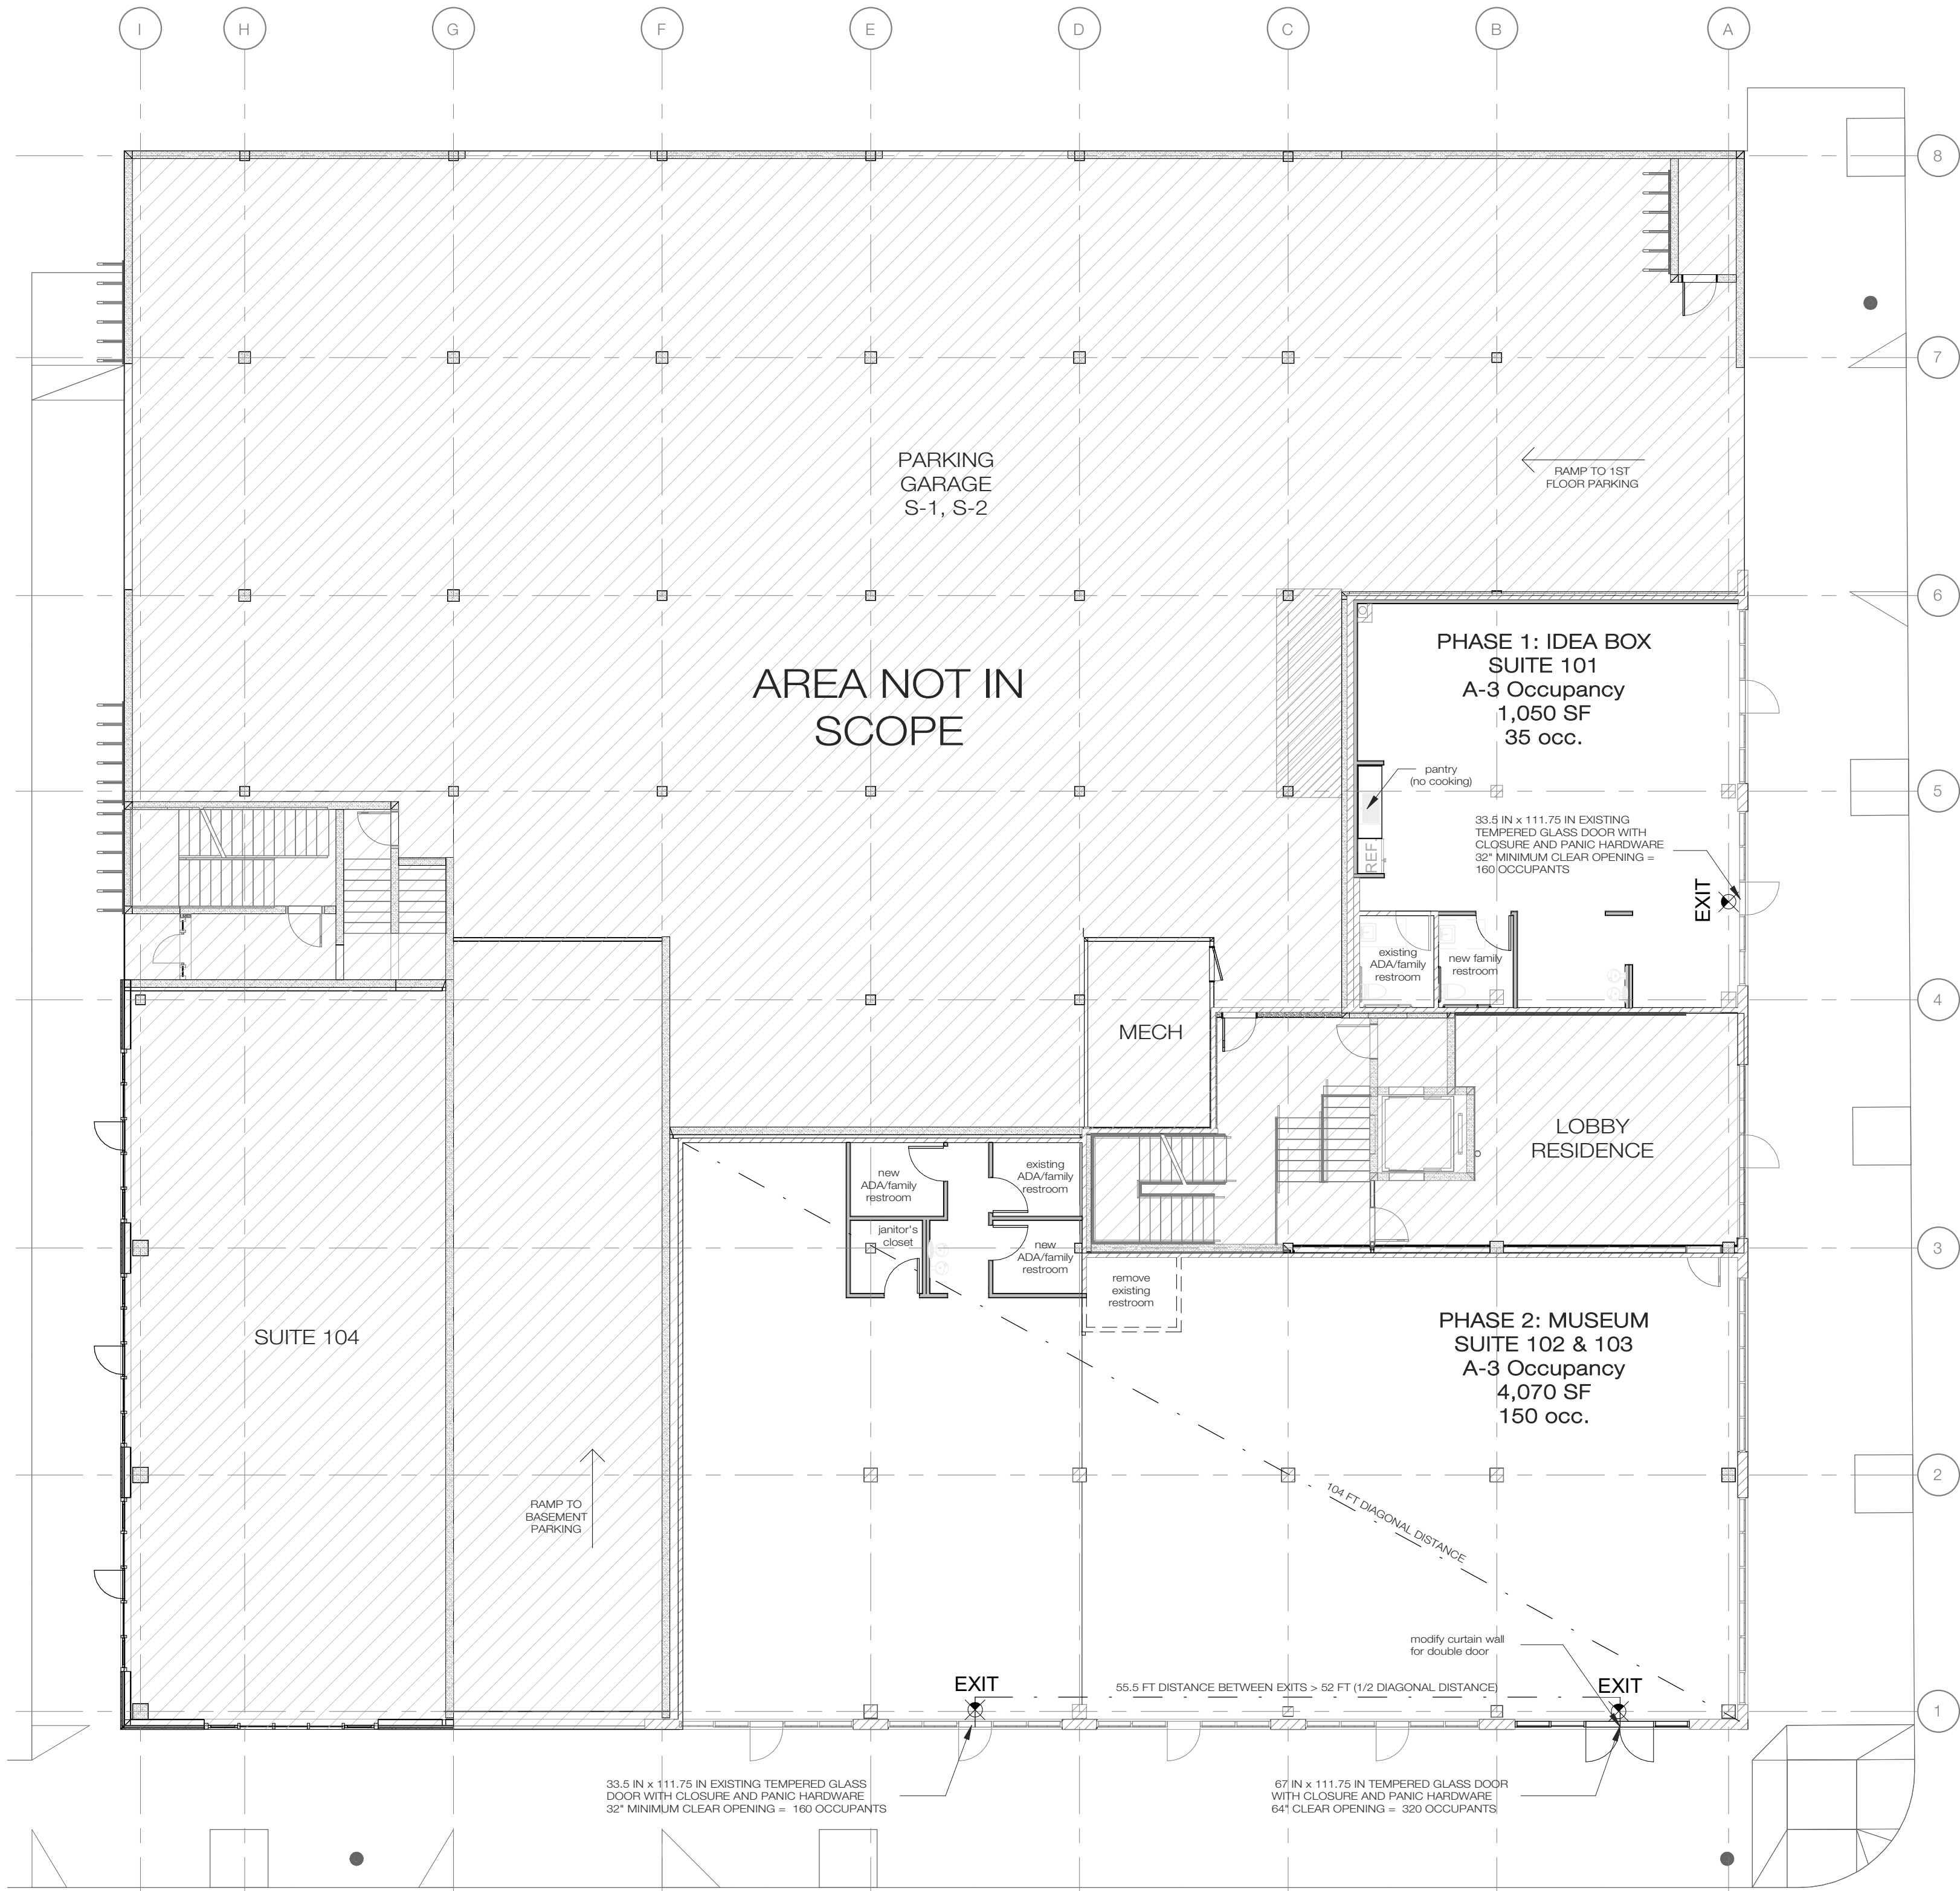 I
H
G
F
E
D
C
B
A
8
7
PARKING
GARAGE
S-1, S-2
RAMP TO 1ST
FLOOR PARKING
6
AREA NOT IN
SCOPE
PHASE 1: IDEA BOX
SUITE 101
A-3 Occupancy
1,050 SF
35 occ.
pantry
(no cooking)
5
33.5 IN x 111.75 IN EXISTING
TEMPERED GLASS DOOR WITH
CLOSURE AND PANIC HARDWARE
32" MINIMUM CLEAR OPENING =
160 OCCUPANTS
REF
EXIT
existing
ADA/family
restroom
new family
restroom
4
MECH
LOBBY
RESIDENCE
new
ADA/family
restroom
existing
ADA/family
restroom
janitor's
closet
new
ADA/family
restroom
3
remove
existing
restroom
SUITE 104
PHASE 2: MUSEUM
SUITE 102 & 103
A-3 Occupancy
4,070 SF
150 occ.
2
RAMP TO
BASEMENT
PARKING
104 FT DIAGONAL DISTANCE
modify curtain wall
for double door
EXIT
55.5 FT DISTANCE BETWEEN EXITS > 52 FT (1/2 DIAGONAL DISTANCE)
EXIT
1
33.5 IN x 111.75 IN EXISTING TEMPERED GLASS
DOOR WITH CLOSURE AND PANIC HARDWARE
32" MINIMUM CLEAR OPENING = 160 OCCUPANTS
67 IN x 111.75 IN TEMPERED GLASS DOOR
WITH CLOSURE AND PANIC HARDWARE
64" CLEAR OPENING = 320 OCCUPANTS